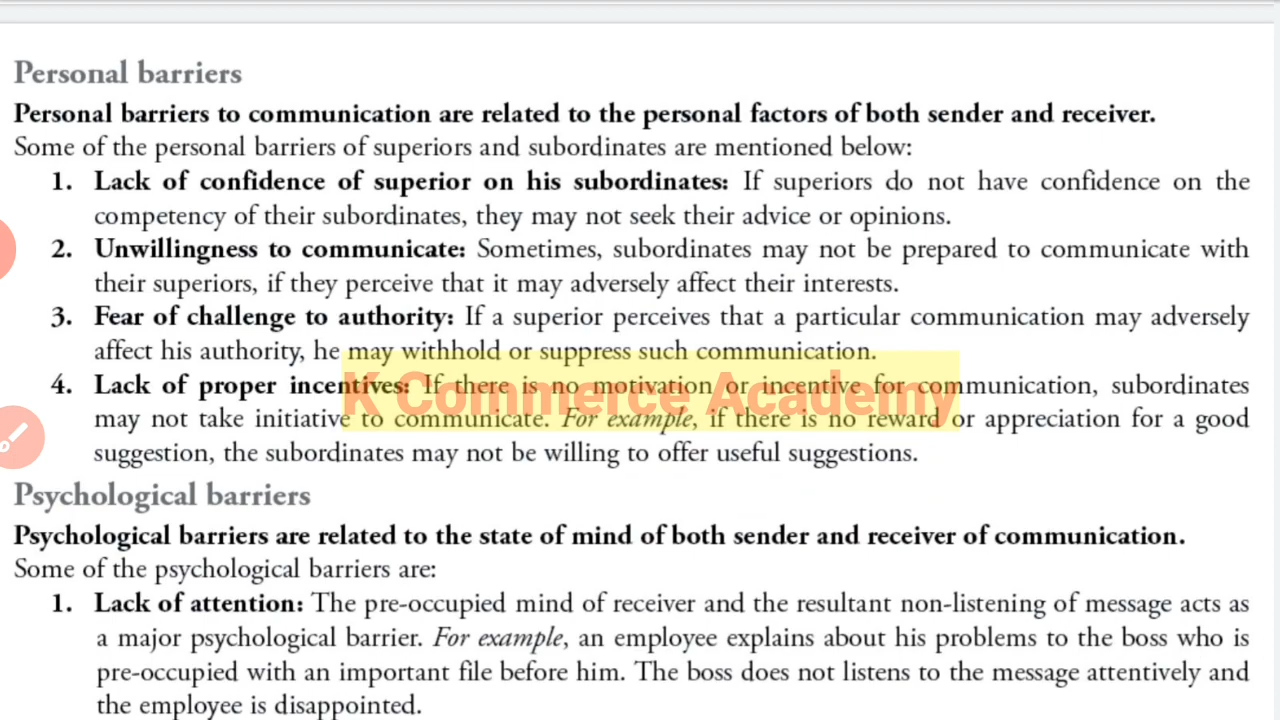 Personal barriers
Personal barriers to communication are related to the personal factors of both sender and receiver.
Some of the personal barriers of superiors and subordinates are mentioned below:
1. Lack of confidence of superior on his subordinates: If superiors do not have confidence on the
competency of their subordinates, they may not seek their advice or opinions.
2. Unwillingness to communicate: Sometimes, subordinates may not be prepared to communicate with
their superiors, if they perceive that it may adversely affect their interests.
3. Fear of challenge to authority: If a superior perceives that a particular communication may adversely
affect his authority, he may withhold or suppress such communication.
4. Lack of proper incentives: If there is no motivation or incentive for communication, subordinates
K Commerce Academy
may not take initiative to communicate. For example, if there is no reward or appreciation for a good
suggestion, the subordinates may not be willing to offer useful suggestions.
Psychological barriers
Psychological barriers are related to the state of mind of both sender and receiver of communication.
Some of the psychological barriers are:
1. Lack of attention: The pre-occupied mind of receiver and the resultant non-listening of message acts as
a major psychological barrier. For example, an employee explains about his problems to the boss who is
pre-occupied with an important file before him. The boss does not listens to the message attentively and
the employee is disappointed.